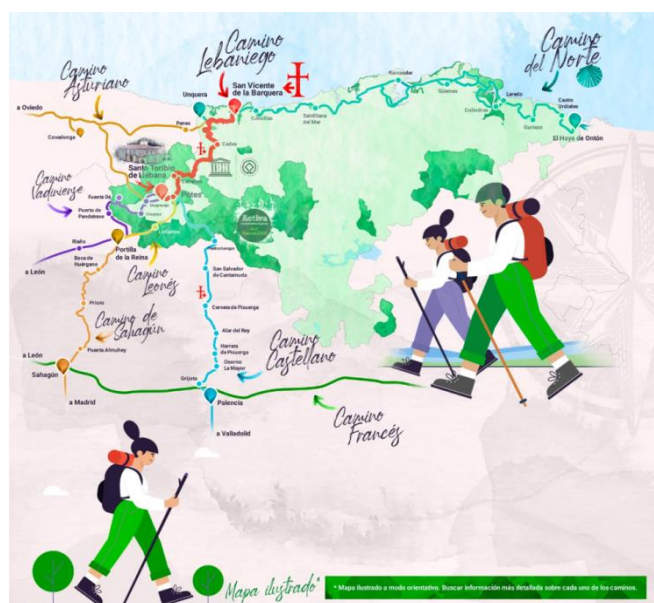 Camino
Lebaniego
Camino
del Norte
Camino
Asturiano
Unquera
San Vicente
de la Barquera
a Oviedo
Covadonga
Panes
Comillas
Santillana
del Mar
Santander
Güemes
Laredo
Colindres
Castro
Urdiales
El Haya de Ontón
Cades
Santo Toribio
de Liébana
Potes
Camino
Vadiniense
Fuente Dé
Puerto de
Pandetrave
Activa
Riaño
Portilla
de la Reina
a León
Boca de
Huérgano
Camino
Leonés
San Salvador
de Cantamuda
Prioro
Cervera de Pisuerga
Camino de
Sahagún
Alar del Rey
Puente Almuhey
Herrera
de Pisuerga
Osorno
La Mayor
Camino
Castellano
a León
Sahagún
Grijota
a Madrid
Palencia
a Valladolid
Camino
Francés
Mapa ilustrado*
* Mapa ilustrado a modo orientativo. Buscar información más detallada sobre cada uno de los caminos.